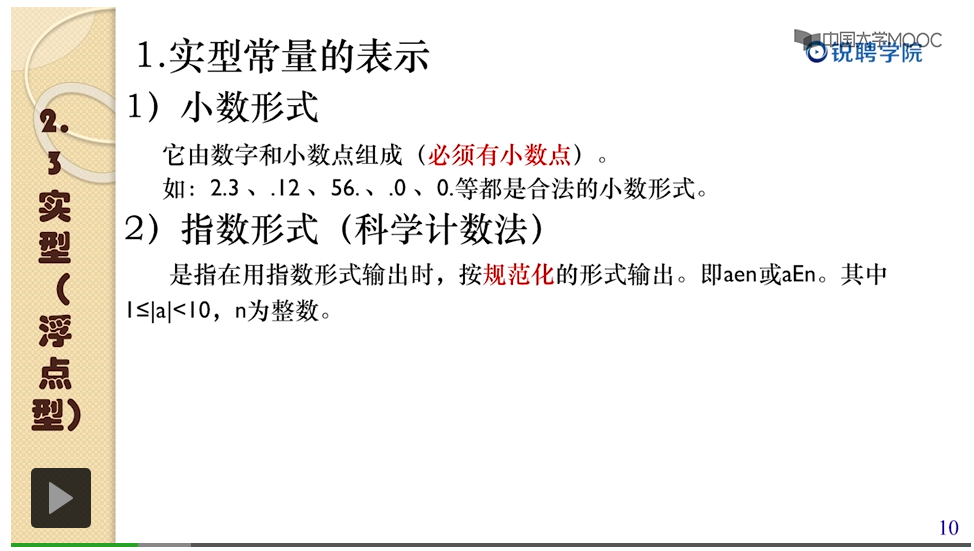 2.3实型（浮点型）
中国大学MOOC
锐聘学院
1.实型常量的表示
1）小数形式
它由数字和小数点组成（必须有小数点）。
如：2.3 、.12 、56. 、.0 、0.等都是合法的小数形式。
2）指数形式（科学计数法）
是指在用指数形式输出时，按规范化的形式输出。即aen或aEn。其中
1≤|a|<10，n为整数。
10